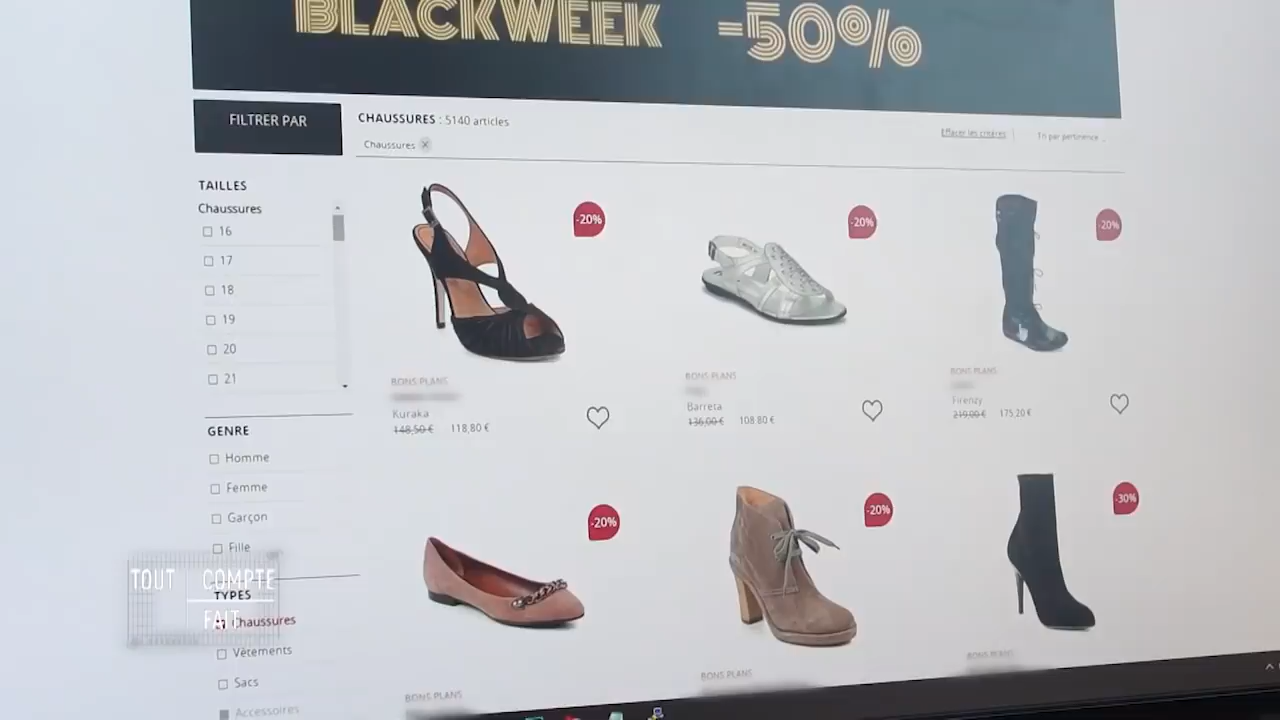 BLACKWEEK -50%
FILTRER PAR
CHAUSSURES : 5140 articles
Effacer les critères
Tri par pertinence
Chaussures ×
TAILLES
Chaussures
16
17
18
19
20
21
GENRE
Homme
Femme
Garçon
Fille
TYPES
Chaussures
Vêtements
Sacs
Accessoires
-20%
BONS PLANS
Kuraka
148,50 € 118,80 €
-20%
BONS PLANS
Barreta
136,00 € 108.80 €
-20%
BONS PLANS
Firenzy
219,00 € 175,20 €
-20%
BONS PLANS
-20%
BONS PLANS
-30%
BONS PLANS
TOUT COMPTE
FAIT